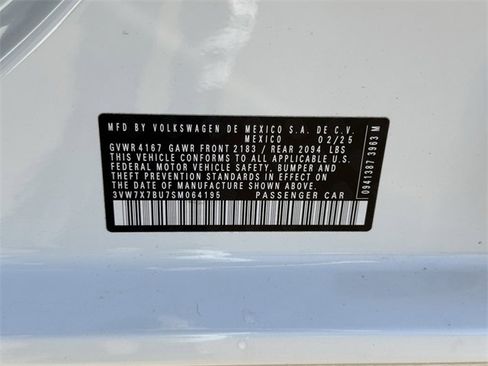 MFD BY VOLKSWAGEN DE MEXICO S.A. DE C.V.
MEXICO 02/25
GVWR 4167 GAWR FRONT 2183 / REAR 2094 LBS
THIS VEHICLE CONFORMS TO ALL APPLICABLE U.S.
FEDERAL MOTOR VEHICLE SAFETY, BUMPER, AND
THEFT PREVENTION STANDARDS IN EFFECT ON THE
DATE OF MANUFACTURE SHOWN ABOVE.
3VW7X7BU7SM064195 PASSENGER CAR
0941387 3963 M